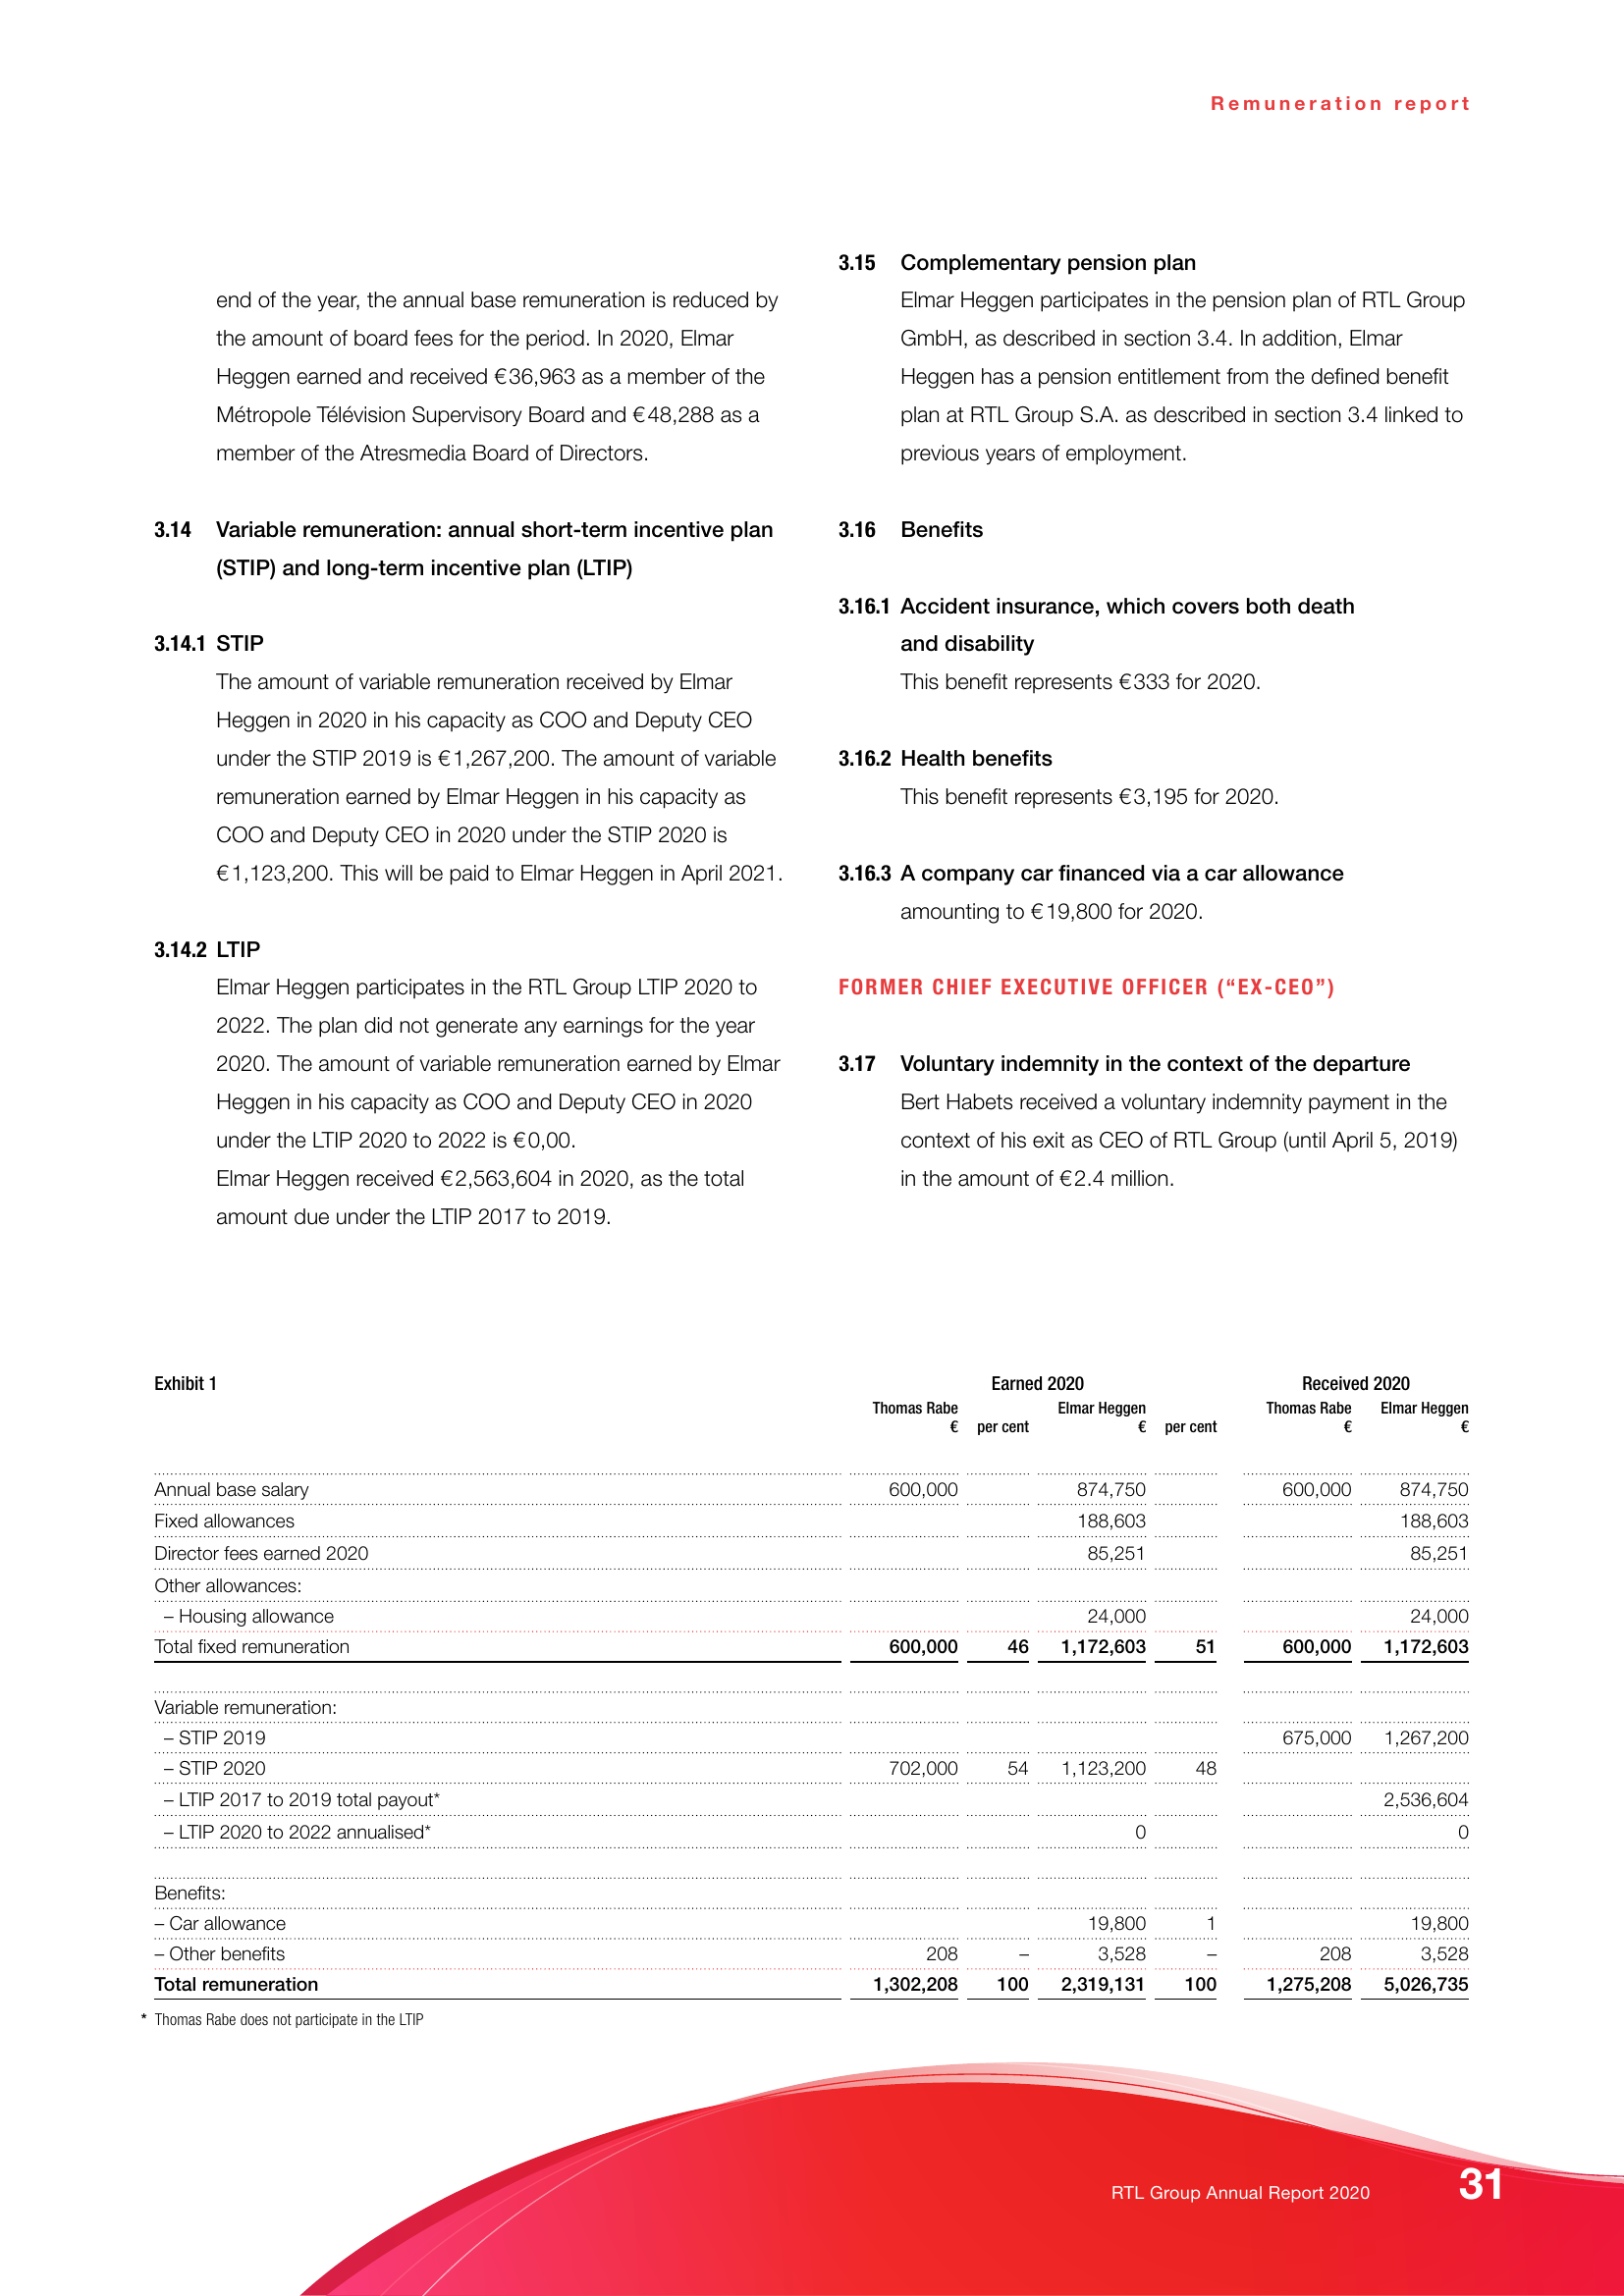 Remuneration report
end of the year, the annual base remuneration is reduced by
the amount of board fees for the period. In 2020, Elmar
Heggen earned and received €36,963 as a member of the
Métropole Télévision Supervisory Board and €48,288 as a
member of the Atresmedia Board of Directors.
3.14 Variable remuneration: annual short-term incentive plan
(STIP) and long-term incentive plan (LTIP)
3.14.1 STIP
The amount of variable remuneration received by Elmar
Heggen in 2020 in his capacity as COO and Deputy CEO
under the STIP 2019 is €1,267,200. The amount of variable
remuneration earned by Elmar Heggen in his capacity as
COO and Deputy CEO in 2020 under the STIP 2020 is
€1,123,200. This will be paid to Elmar Heggen in April 2021.
3.14.2 LTIP
Elmar Heggen participates in the RTL Group LTIP 2020 to
2022. The plan did not generate any earnings for the year
2020. The amount of variable remuneration earned by Elmar
Heggen in his capacity as COO and Deputy CEO in 2020
under the LTIP 2020 to 2022 is €0,00.
Elmar Heggen received €2,563,604 in 2020, as the total
amount due under the LTIP 2017 to 2019.
3.15 Complementary pension plan
Elmar Heggen participates in the pension plan of RTL Group
GmbH, as described in section 3.4. In addition, Elmar
Heggen has a pension entitlement from the defined benefit
plan at RTL Group S.A. as described in section 3.4 linked to
previous years of employment.
3.16 Benefits
3.16.1 Accident insurance, which covers both death
and disability
This benefit represents €333 for 2020.
3.16.2 Health benefits
This benefit represents €3,195 for 2020.
3.16.3 A company car financed via a car allowance
amounting to €19,800 for 2020.
FORMER CHIEF EXECUTIVE OFFICER (“EX-CEO”)
3.17 Voluntary indemnity in the context of the departure
Bert Habets received a voluntary indemnity payment in the
context of his exit as CEO of RTL Group (until April 5, 2019)
in the amount of €2.4 million.
Exhibit 1 Earned 2020 Received 2020
Thomas Rabe Elmar Heggen Thomas Rabe Elmar Heggen
€ per cent € per cent € €
Annual base salary 600,000 874,750 600,000 874,750
Fixed allowances 188,603 188,603
Director fees earned 2020 85,251 85,251
Other allowances:
– Housing allowance 24,000 24,000
Total fixed remuneration 600,000 46 1,172,603 51 600,000 1,172,603
Variable remuneration:
– STIP 2019 675,000 1,267,200
– STIP 2020 702,000 54 1,123,200 48
– LTIP 2017 to 2019 total payout* 2,536,604
– LTIP 2020 to 2022 annualised* 0 0
Benefits:
– Car allowance 19,800 1 19,800
– Other benefits 208 – 3,528 – 208 3,528
Total remuneration 1,302,208 100 2,319,131 100 1,275,208 5,026,735
* Thomas Rabe does not participate in the LTIP
RTL Group Annual Report 2020 31